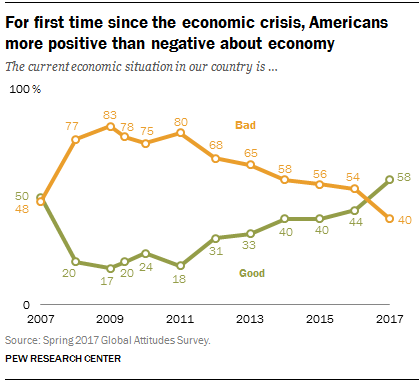 For first time since the economic crisis, Americans
more positive than negative about economy
The current economic situation in our country is ...
100 %
83
77 78 75 80 Bad
68 65
58 56 54 58
50
48
40
44
40 40
31 33
20 17 20 24 18 Good
0
2007 2009 2011 2013 2015 2017
Source: Spring 2017 Global Attitudes Survey.
PEW RESEARCH CENTER